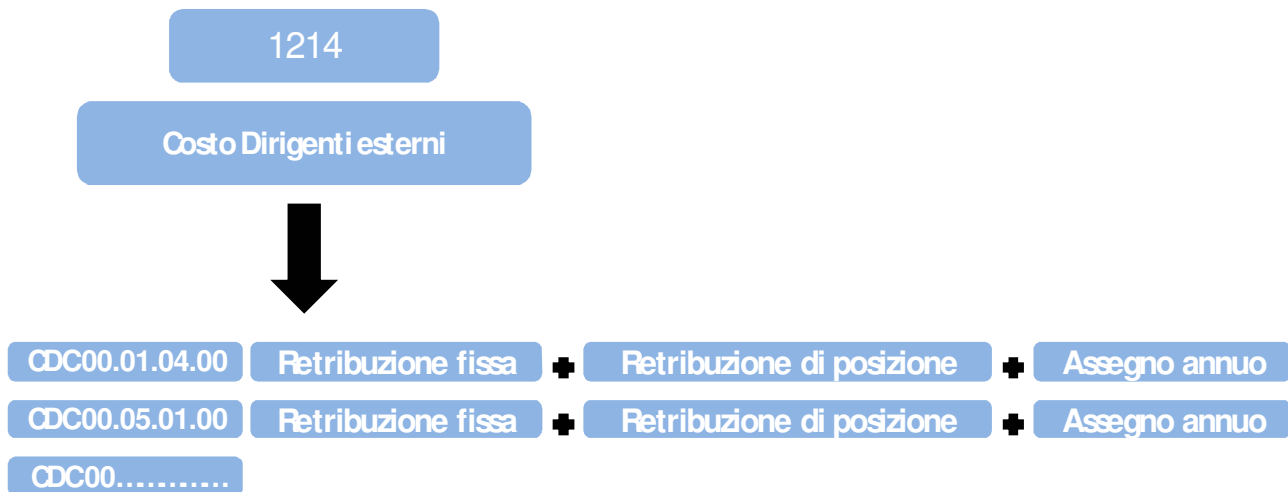 1214
Costo Dirigenti esterni
CDC00.01.04.00 Retribuzione fissa + Retribuzione di posizione + Assegno annuo
CDC00.05.01.00 Retribuzione fissa + Retribuzione di posizione + Assegno annuo
CDC00............